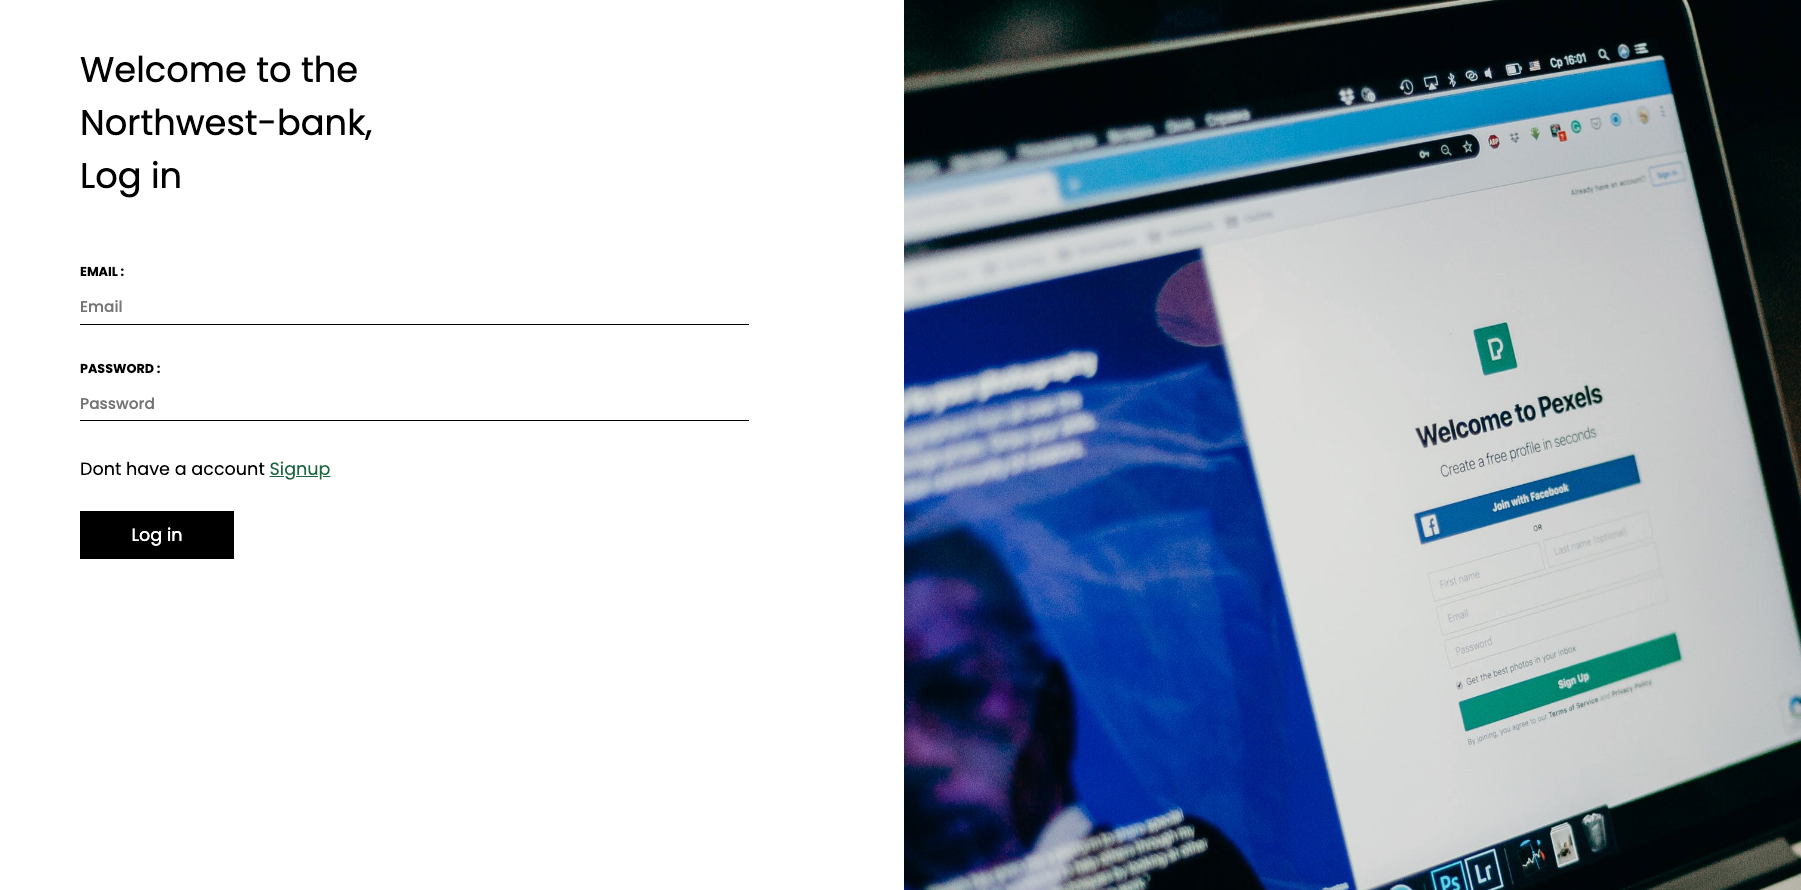 Welcome to the
Northwest-bank,
Log in
EMAIL :
Email
PASSWORD :
Password
Dont have a account Signup
Log in
Ср 16:01
Already have an account? Sign in
to your photography
Welcome to Pexels
Create a free profile in seconds
Join with Facebook
OR
First name
Last name (optional)
Email
Password
Get the best photos in your inbox
Sign Up
By joining, you agree to our Terms of Service and Privacy Policy
Ps
Lr